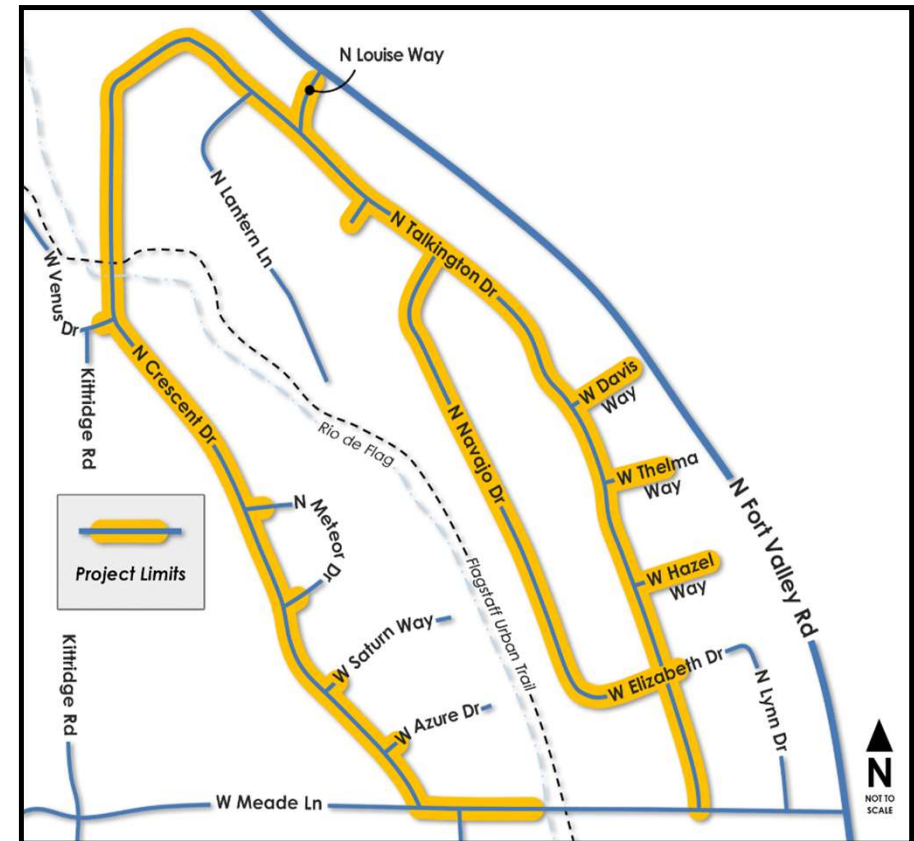 N Louise Way
N Lantern Ln
N Talkington Dr
W Venus Dr
Kittridge Rd
N Crescent Dr
Rio de Flag
N Navajo Dr
W Davis
Way
W Thelma
Way
N Fort Valley Rd
N Meteor Dr
Project Limits
Flagstaff Urban Trail
W Hazel
Way
Kittridge Rd
W Saturn Way
W Elizabeth Dr
N Lynn Dr
W Azure Dr
W Meade Ln
N
NOT TO
SCALE